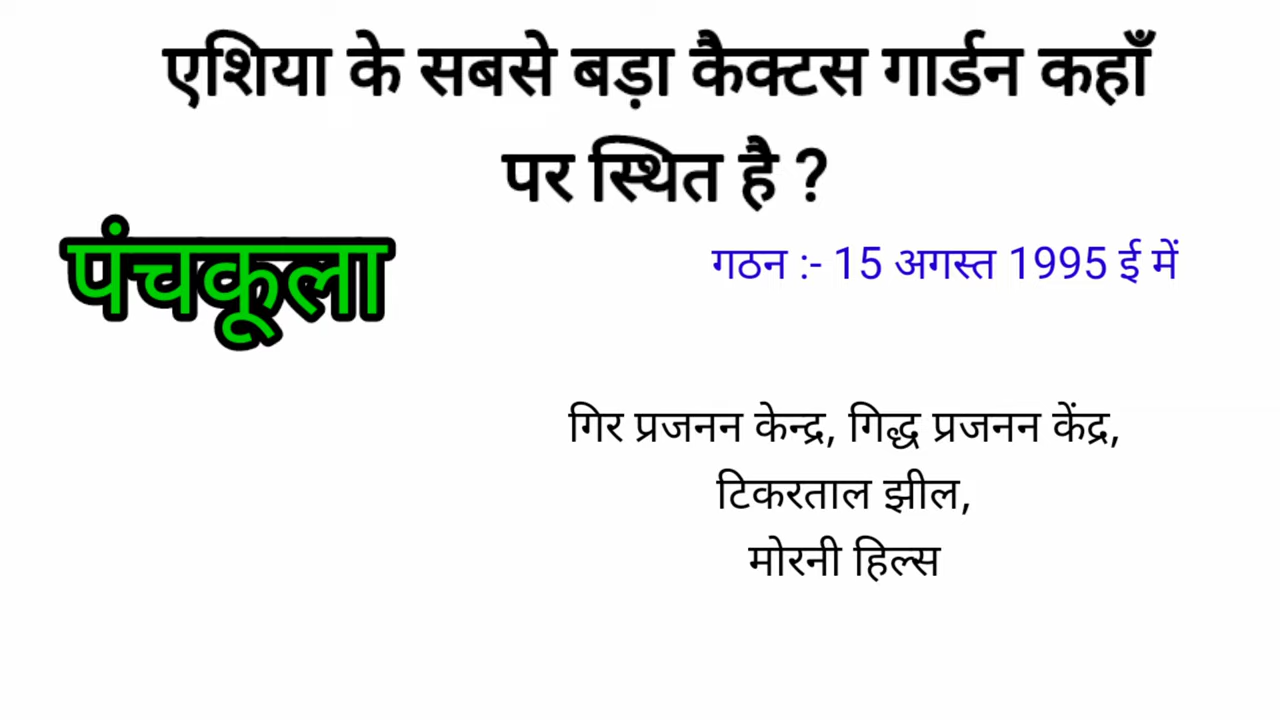 एशिया के सबसे बड़ा कैक्टस गार्डन कहाँ
पर स्थित है ?
पंचकूला
गठन :- 15 अगस्त 1995 ई में
गिर प्रजनन केन्द्र, गिद्ध प्रजनन केंद्र,
टिकरताल झील,
मोरनी हिल्स